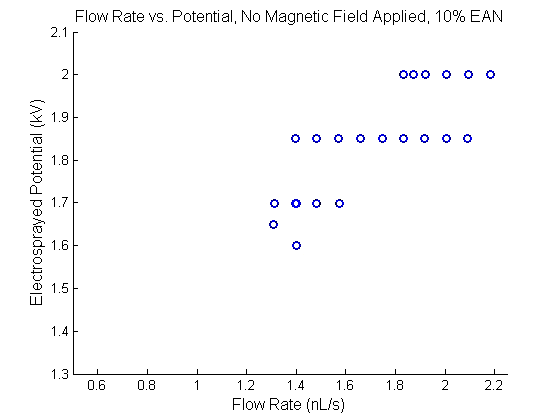 Flow Rate vs. Potential, No Magnetic Field Applied, 10% EAN
2.1
2
1.9
1.8
1.7
1.6
1.5
1.4
1.3
Electrosprayed Potential (kV)
0.6 0.8 1 1.2 1.4 1.6 1.8 2 2.2
Flow Rate (nL/s)